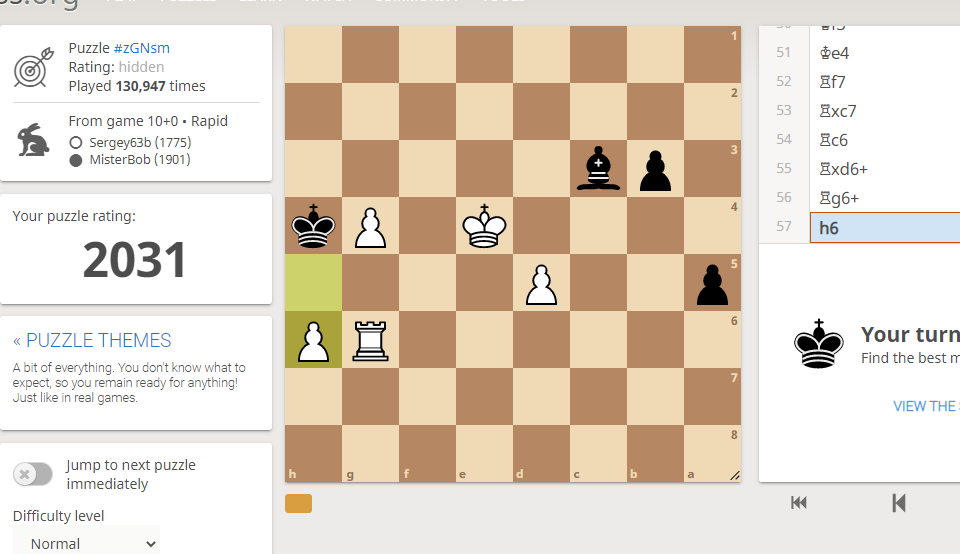 Puzzle #zGNsm
Rating: hidden
Played 130,947 times
From game 10+0 • Rapid
Sergey63b (1775)
MisterBob (1901)
Your puzzle rating:
2031
« PUZZLE THEMES
A bit of everything. You don't know what to
expect, so you remain ready for anything!
Just like in real games.
Jump to next puzzle
immediately
Difficulty level
Normal
1
2
3
4
5
6
7
8
h g f e d c b a
51 ♔e4
52 ♖f7
53 ♖xc7
54 ♖c6
55 ♖xd6+
56 ♖g6+
57 h6
Your turn
Find the best m
VIEW THE